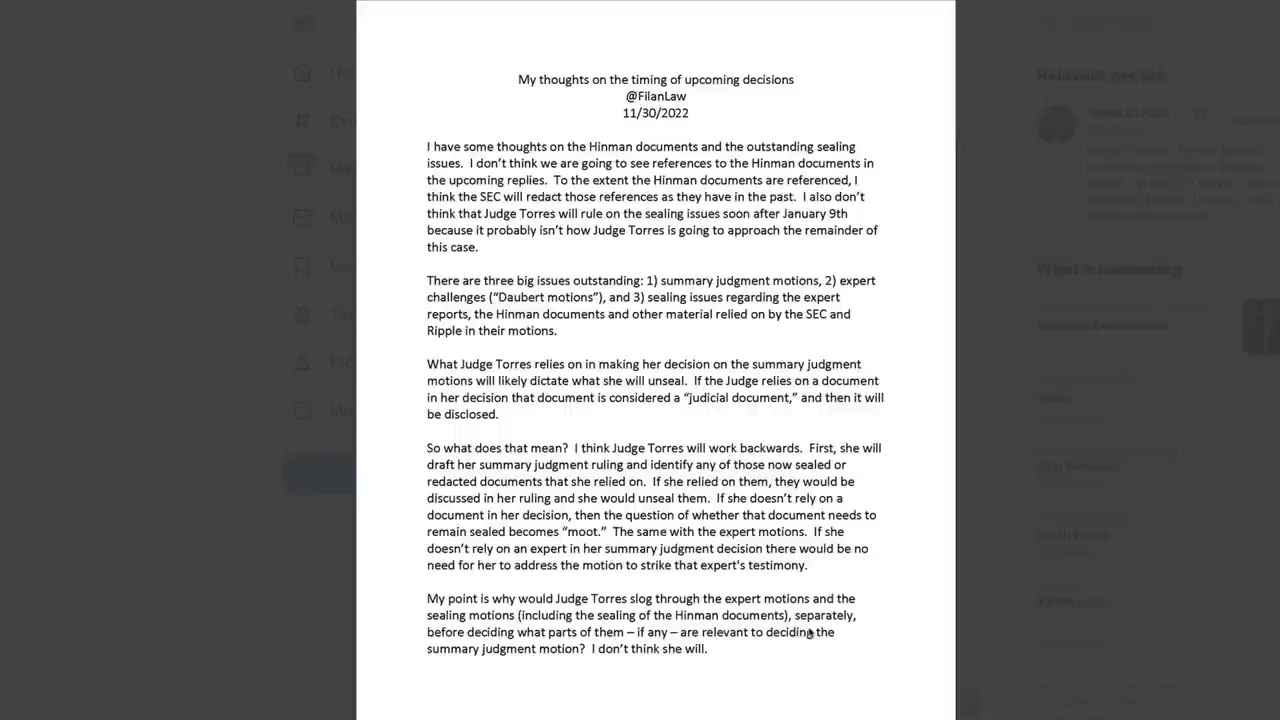 My thoughts on the timing of upcoming decisions
@FilanLaw
11/30/2022
I have some thoughts on the Hinman documents and the outstanding sealing
issues.  I don’t think we are going to see references to the Hinman documents in
the upcoming replies.  To the extent the Hinman documents are referenced, I
think the SEC will redact those references as they have in the past.  I also don’t
think that Judge Torres will rule on the sealing issues soon after January 9th
because it probably isn’t how Judge Torres is going to approach the remainder of
this case.
There are three big issues outstanding: 1) summary judgment motions, 2) expert
challenges (“Daubert motions”), and 3) sealing issues regarding the expert
reports, the Hinman documents and other material relied on by the SEC and
Ripple in their motions.
What Judge Torres relies on in making her decision on the summary judgment
motions will likely dictate what she will unseal.  If the Judge relies on a document
in her decision that document is considered a “judicial document,” and then it will
be disclosed.
So what does that mean?  I think Judge Torres will work backwards.  First, she will
draft her summary judgment ruling and identify any of those now sealed or
redacted documents that she relied on.  If she relied on them, they would be
discussed in her ruling and she would unseal them.  If she doesn’t rely on a
document in her decision, then the question of whether that document needs to
remain sealed becomes “moot.”  The same with the expert motions.  If she
doesn’t rely on an expert in her summary judgment decision there would be no
need for her to address the motion to strike that expert's testimony.
My point is why would Judge Torres slog through the expert motions and the
sealing motions (including the sealing of the Hinman documents), separately,
before deciding what parts of them – if any – are relevant to deciding the
summary judgment motion?  I don’t think she will.
Relevant people